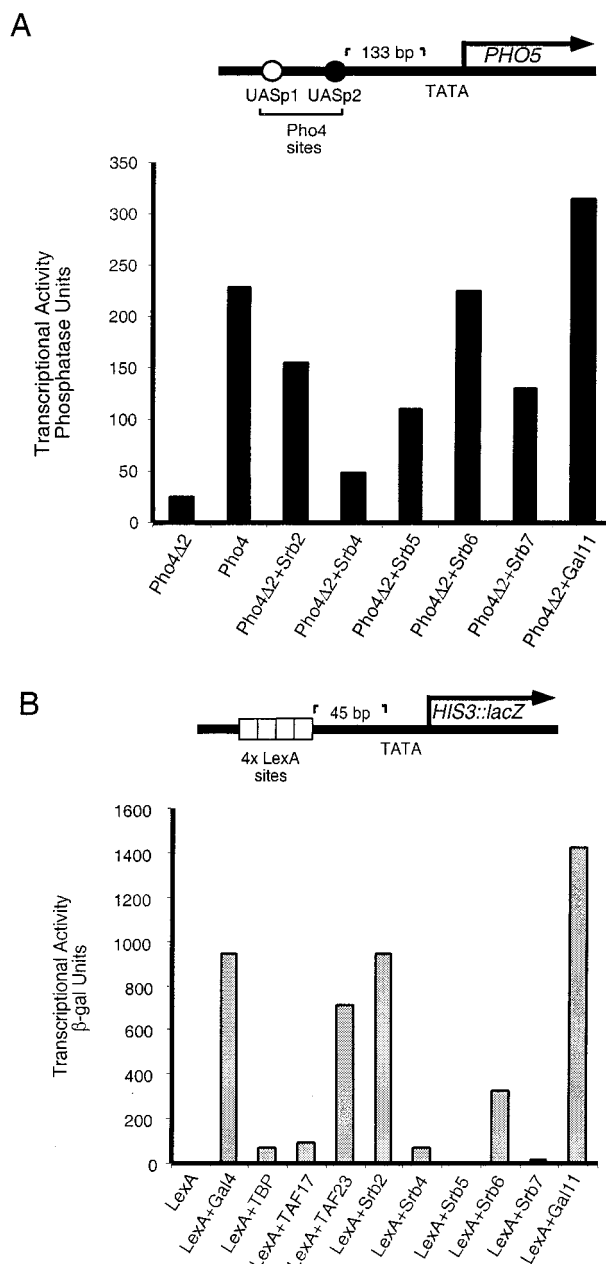 A
133 bp
PHO5
UASp1 UASp2
TATA
Pho4
sites
Transcriptional Activity
Phosphatase Units
350
300
250
200
150
100
50
0
Pho4Δ2
Pho4
Pho4Δ2+Srb2
Pho4Δ2+Srb4
Pho4Δ2+Srb5
Pho4Δ2+Srb6
Pho4Δ2+Srb7
Pho4Δ2+Gal11
B
45 bp
HIS3::lacZ
4x LexA
sites
TATA
Transcriptional Activity
β-gal Units
1600
1400
1200
1000
800
600
400
200
0
LexA
LexA+Gal4
LexA+TBP
LexA+TAF17
LexA+TAF23
LexA+Srb2
LexA+Srb4
LexA+Srb5
LexA+Srb6
LexA+Srb7
LexA+Gal11